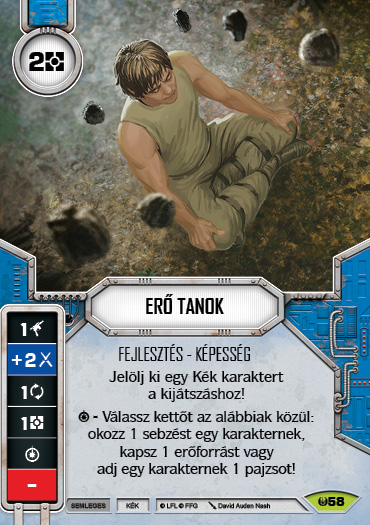 2
ERŐ TANOK
1
+2
1
1
-
FEJLESZTÉS - KÉPESSÉG
Jelölj ki egy Kék karaktert
a kijátszáshoz!
- Válassz kettőt az alábbiak közül:
okozz 1 sebzést egy karakternek,
kapsz 1 erőforrást vagy
adj egy karakternek 1 pajzsot!
SEMLEGES
KÉK
© LFL © FFG
David Auden Nash
58